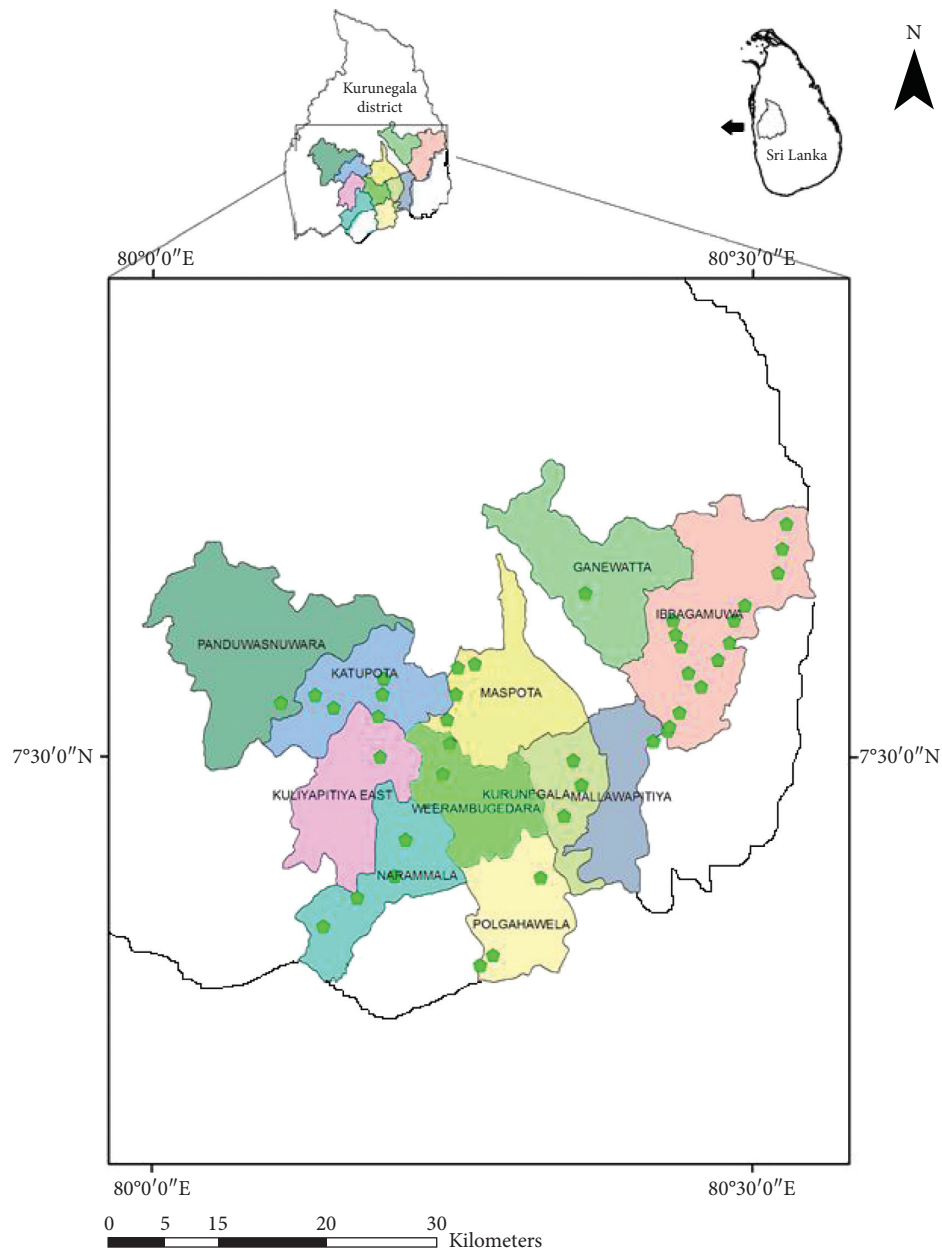 N
Kurunegala
district
Sri Lanka
80°0′0″E
80°30′0″E
GANEWATTA
IBBAGAMUWA
PANDUWASNUWARA
KATUPOTA
MASPOTA
7°30′0″N
7°30′0″N
KULIYAPITIYA EAST
KURUNEGALA
MALLAWAPITIYA
WEERAMBUGEDARA
NARAMMALA
POLGAHAWELA
80°0′0″E
80°30′0″E
0 5 15 20 30
Kilometers